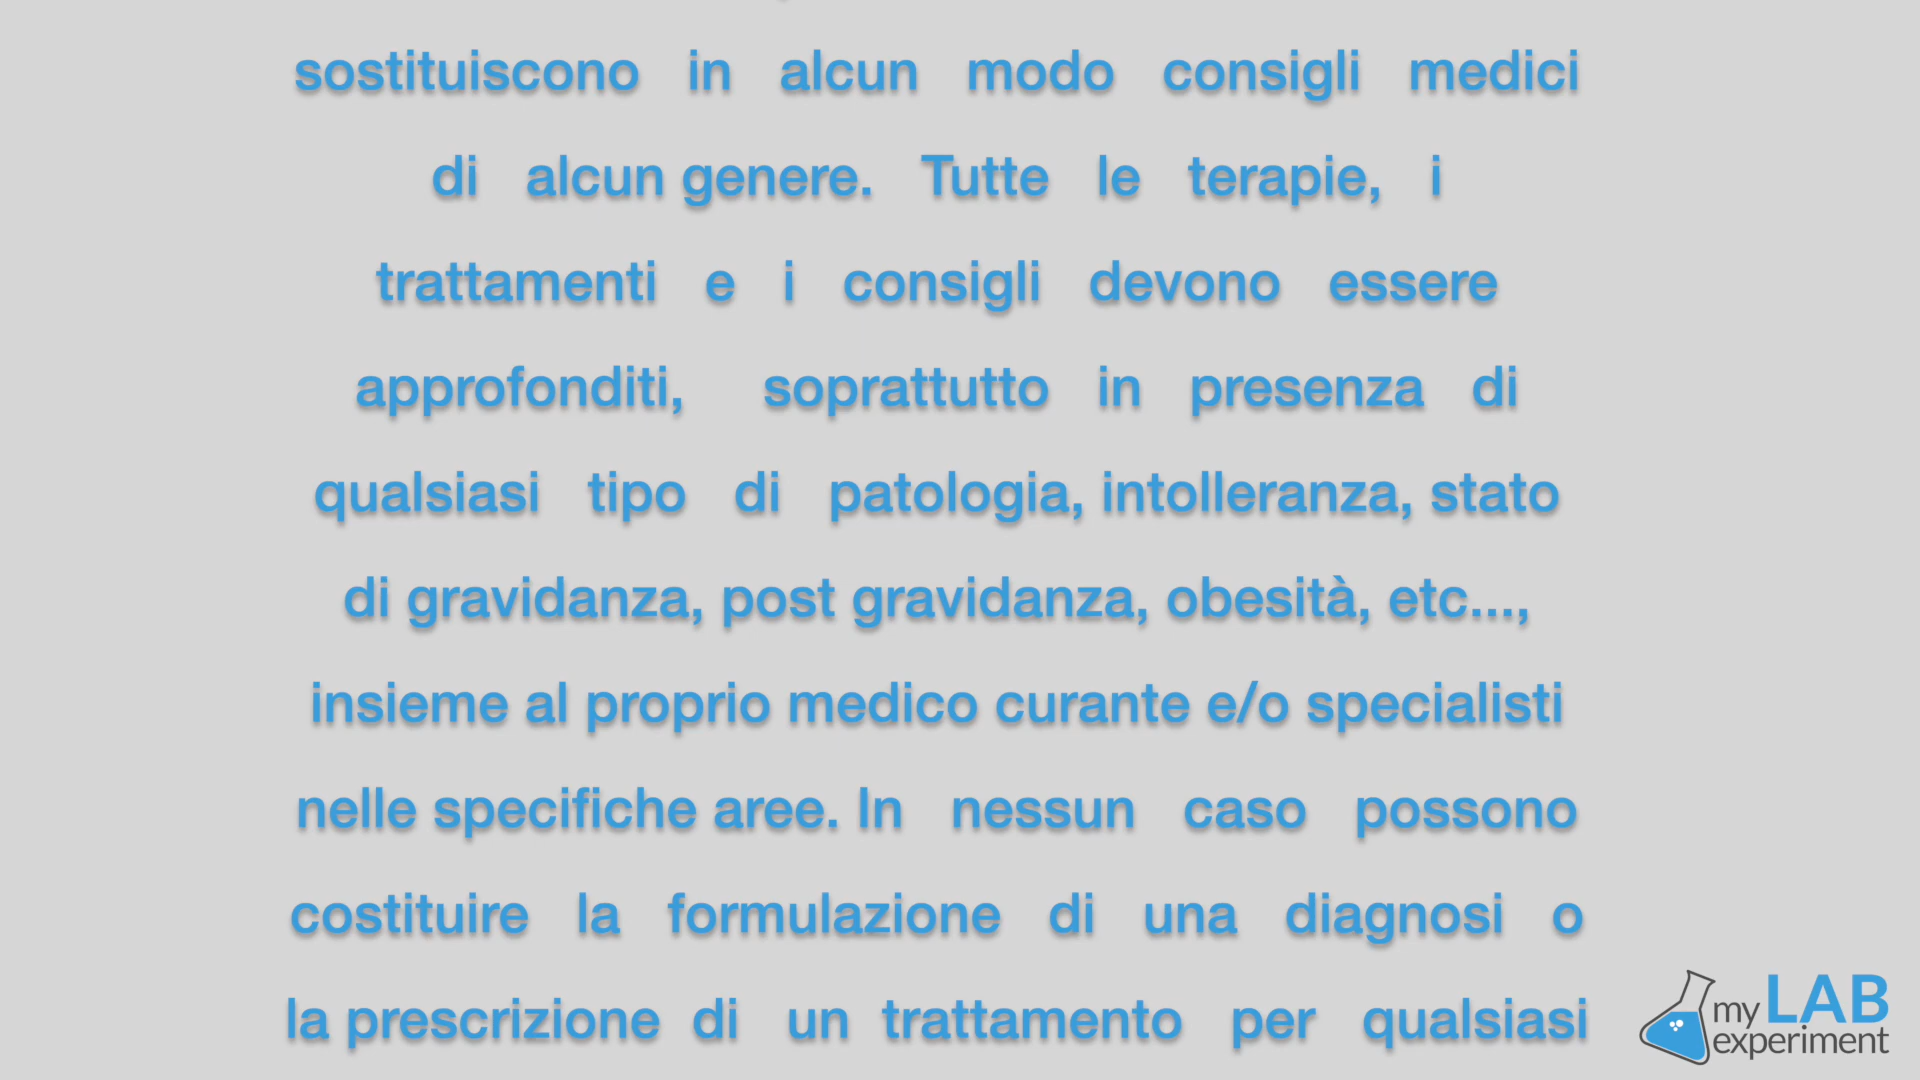 sostituiscono in alcun modo consigli medici
di alcun genere. Tutte le terapie, i
trattamenti e i consigli devono essere
approfonditi, soprattutto in presenza di
qualsiasi tipo di patologia, intolleranza, stato
di gravidanza, post gravidanza, obesità, etc...,
insieme al proprio medico curante e/o specialisti
nelle specifiche aree. In nessun caso possono
costituire la formulazione di una diagnosi o
la prescrizione di un trattamento per qualsiasi
my LAB
experiment